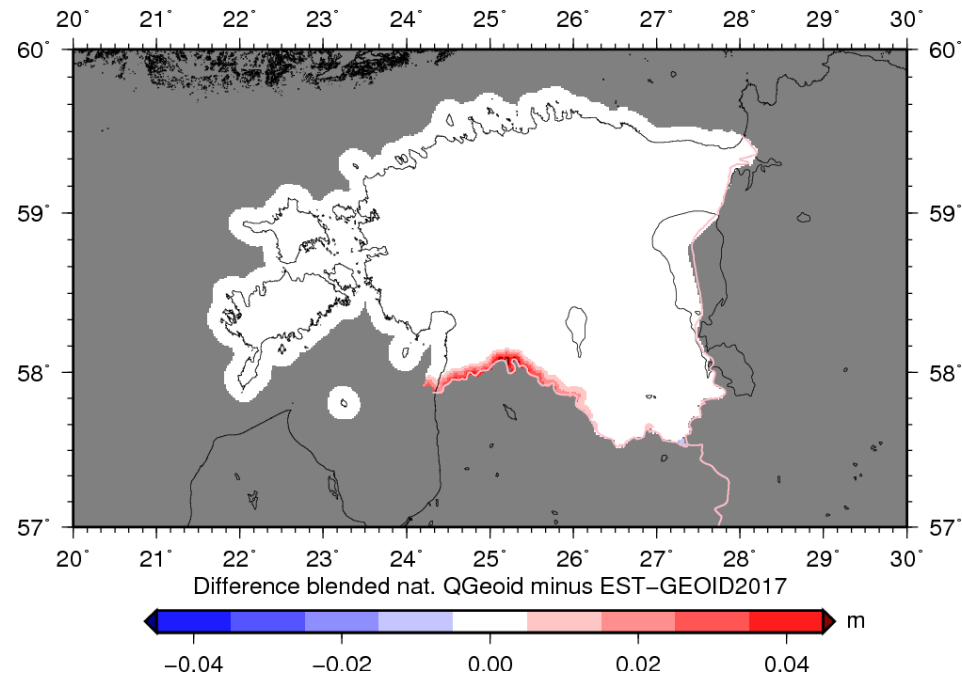 20° 21° 22° 23° 24° 25° 26° 27° 28° 29° 30°
60° 60°
59° 59°
58° 58°
57° 57°
20° 21° 22° 23° 24° 25° 26° 27° 28° 29° 30°
Difference blended nat. QGeoid minus EST−GEOID2017
m
−0.04 −0.02 0.00 0.02 0.04